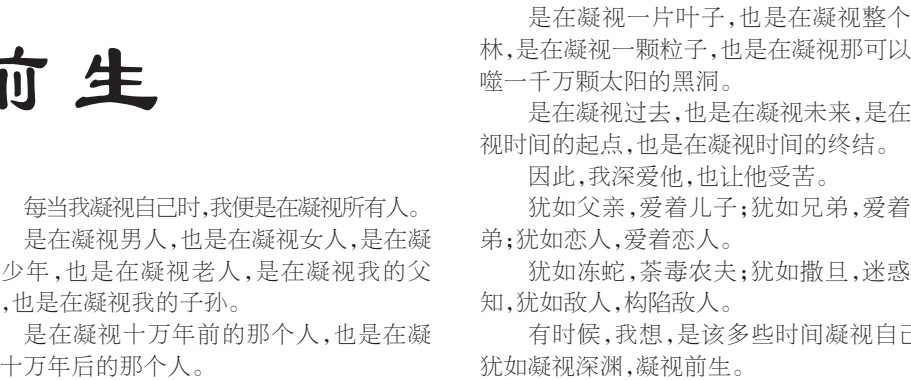 前生
每当我凝视自己时,我便是在凝视所有人。
是在凝视男人,也是在凝视女人,是在凝
少年,也是在凝视老人,是在凝视我的父
,也是在凝视我的子孙。
是在凝视十万年前的那个人,也是在凝
十万年后的那个人。
是在凝视一片叶子,也是在凝视整个
林,是在凝视一颗粒子,也是在凝视那可以
噬一千万颗太阳的黑洞。
是在凝视过去,也是在凝视未来,是在
视时间的起点,也是在凝视时间的终结。
因此,我深爱他,也让他受苦。
犹如父亲,爱着儿子;犹如兄弟,爱着
弟;犹如恋人,爱着恋人。
犹如冻蛇,荼毒农夫;犹如撒旦,迷惑
知,犹如敌人,构陷敌人。
有时候,我想,是该多些时间凝视自己
犹如凝视深渊,凝视前生。